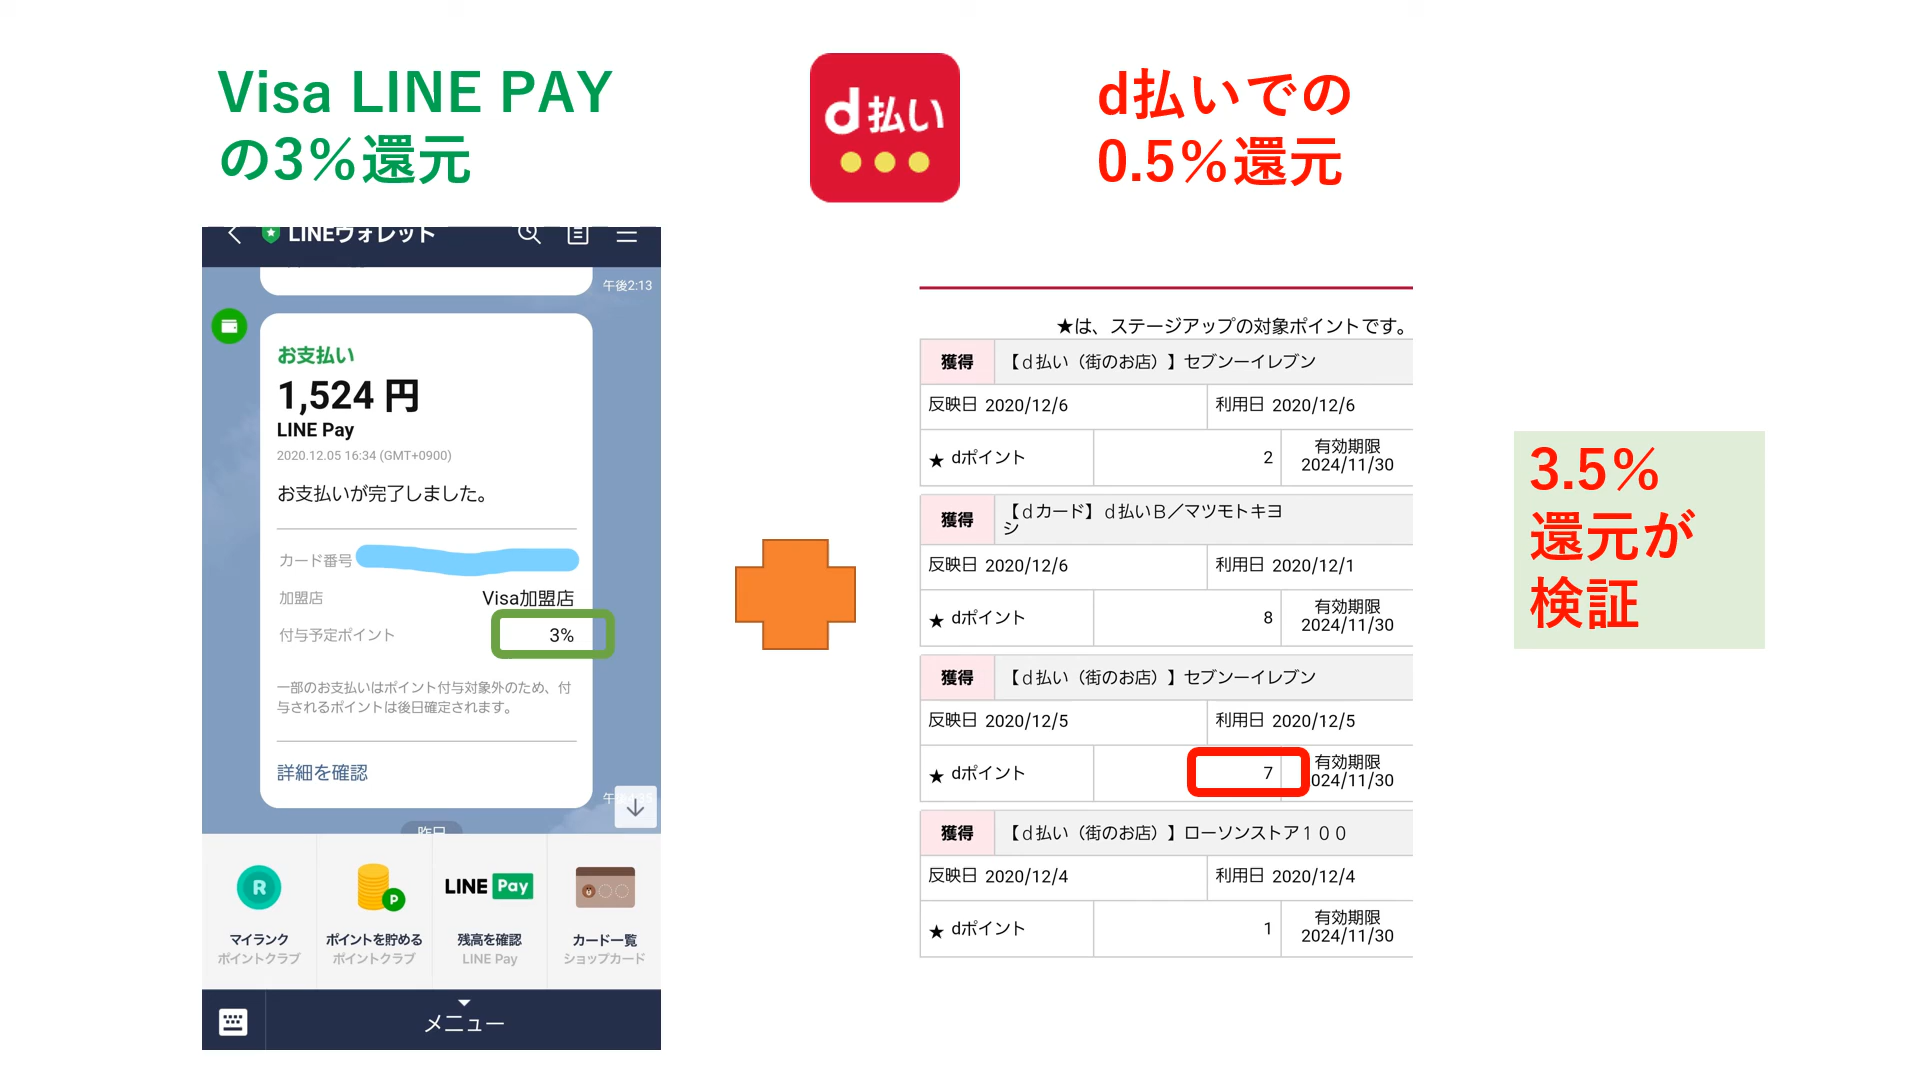 Visa LINE PAY
の3%還元
d払い
d払いでの
0.5%還元
LINEウォレット
午後2:13
お支払い
1,524 円
LINE Pay
2020.12.05 16:34 (GMT+0900)
お支払いが完了しました。
カード番号
加盟店 Visa加盟店
付与予定ポイント 3%
一部のお支払いはポイント付与対象外のため、付
与されるポイントは後日確定されます。
詳細を確認
昨日
R
P
LINE Pay
マイランク
ポイントクラブ
ポイントを貯める
ポイントクラブ
残高を確認
LINE Pay
カード一覧
ショップカード
メニュー
★は、ステージアップの対象ポイントです。
獲得 【d払い（街のお店）】セブンーイレブン
反映日 2020/12/6 利用日 2020/12/6
★ dポイント 2 有効期限
2024/11/30
獲得 【dカード】d払いB／マツモトキヨ
シ
反映日 2020/12/6 利用日 2020/12/1
★ dポイント 8 有効期限
2024/11/30
獲得 【d払い（街のお店）】セブンーイレブン
反映日 2020/12/5 利用日 2020/12/5
★ dポイント 7 有効期限
024/11/30
獲得 【d払い（街のお店）】ローソンストア１００
反映日 2020/12/4 利用日 2020/12/4
★ dポイント 1 有効期限
2024/11/30
3.5%
還元が
検証